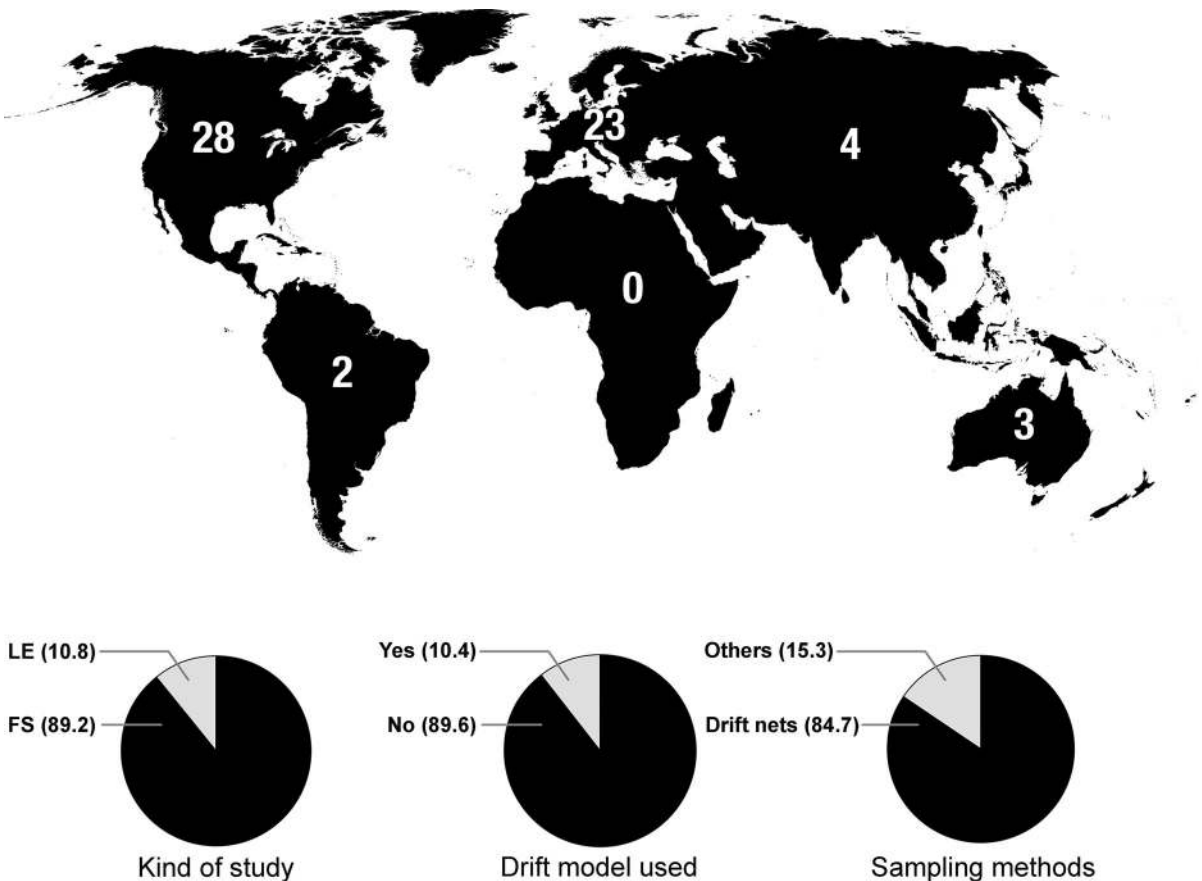 28
23
4
0
2
3
LE (10.8)
FS (89.2)
Kind of study
Yes (10.4)
No (89.6)
Drift model used
Others (15.3)
Drift nets (84.7)
Sampling methods